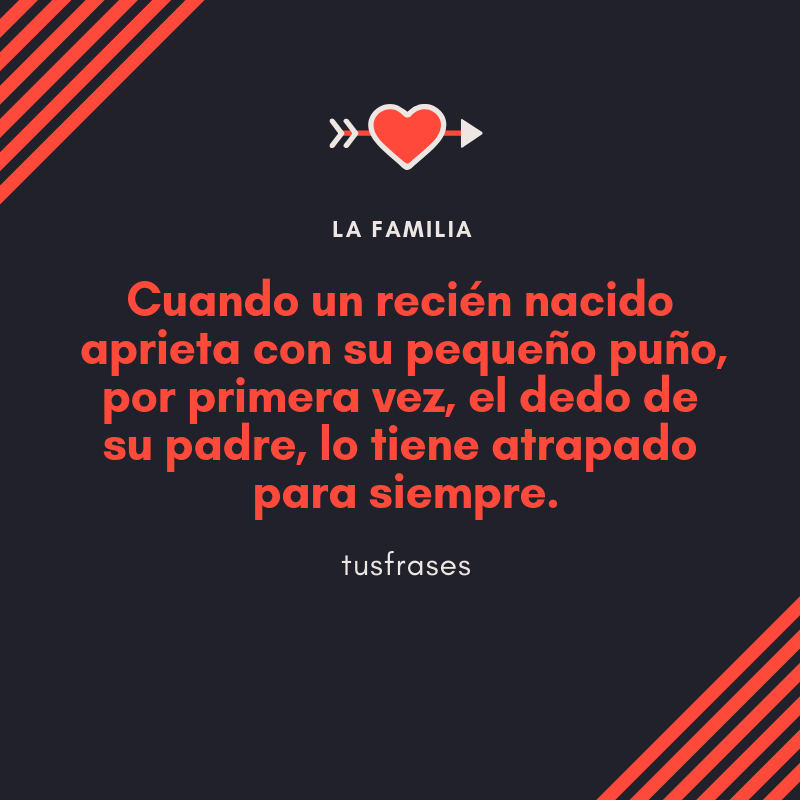 LA FAMILIA
Cuando un recién nacido
aprieta con su pequeño puño,
por primera vez, el dedo de
su padre, lo tiene atrapado
para siempre.
tusfrases